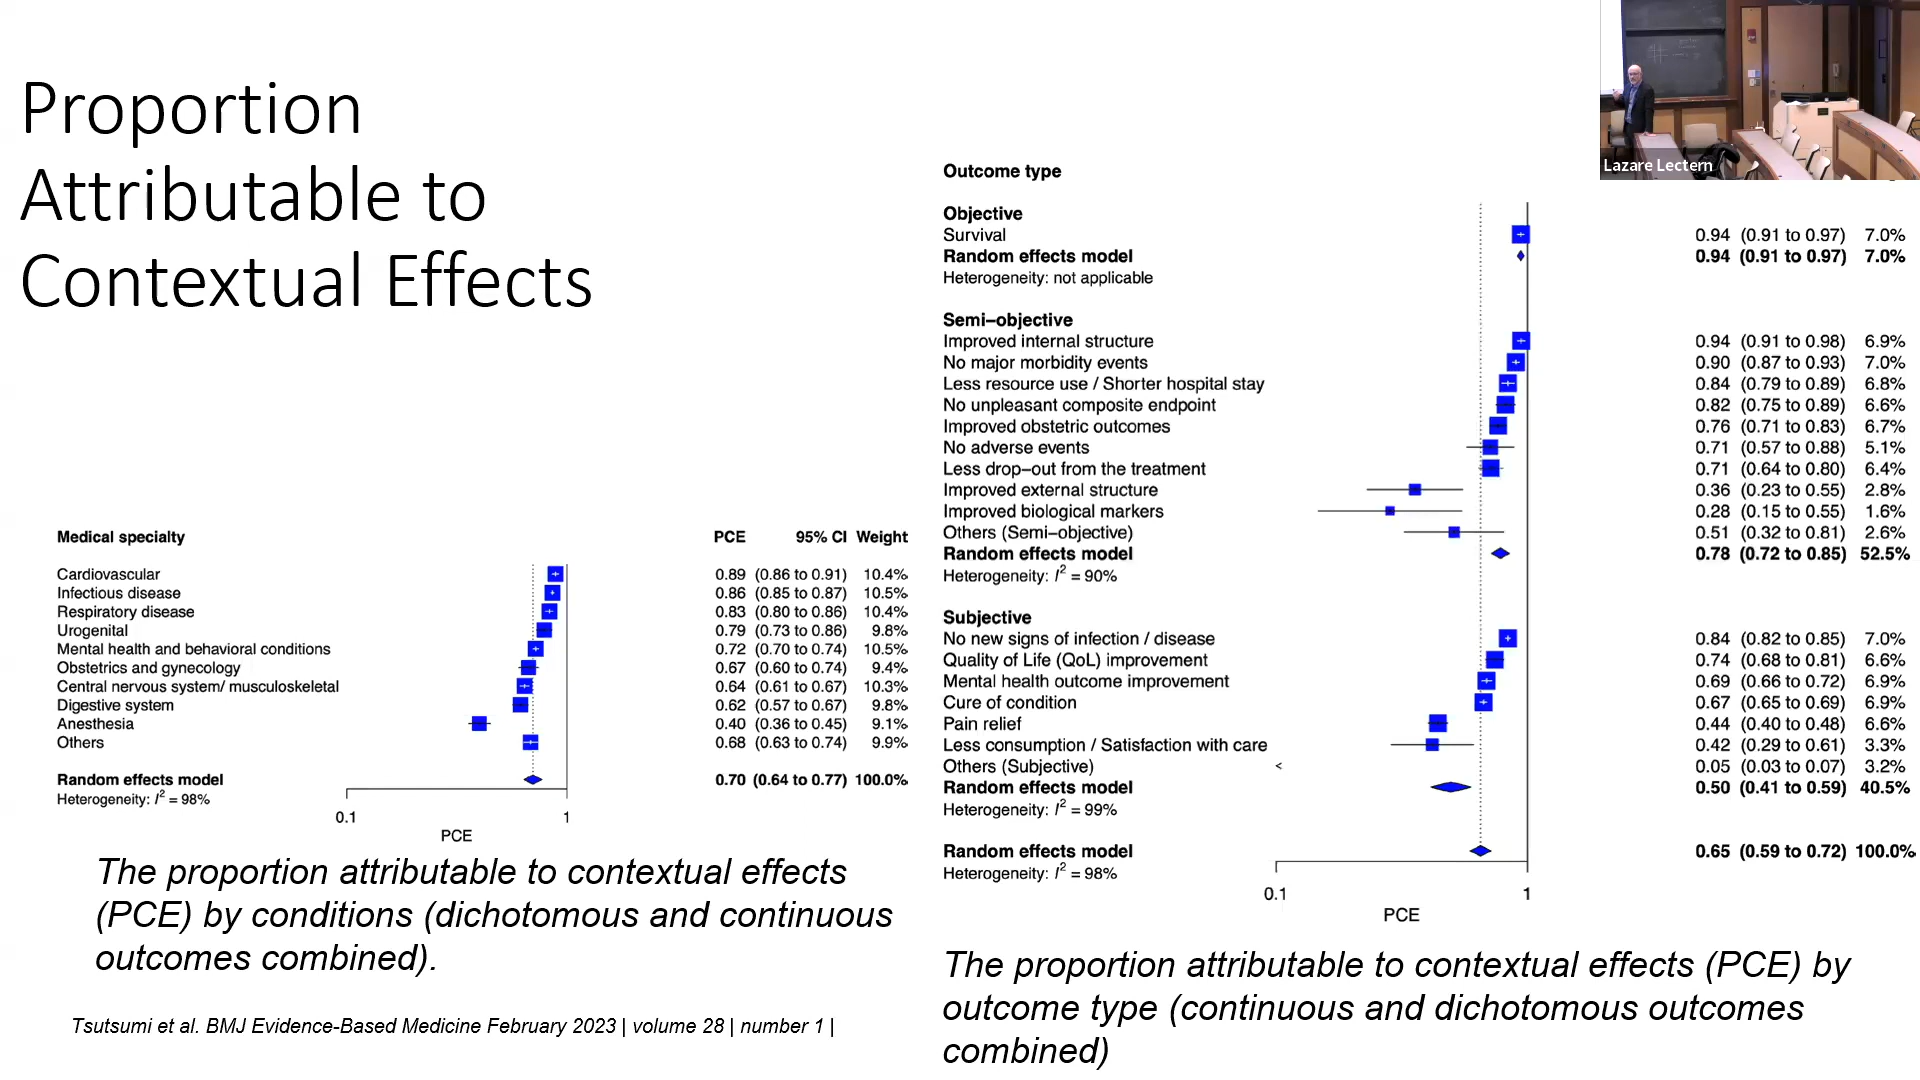 Proportion
Attributable to
Contextual Effects
Lazare Lectern
Medical specialty PCE 95% CI Weight
Cardiovascular 0.89 (0.86 to 0.91) 10.4%
Infectious disease 0.86 (0.85 to 0.87) 10.5%
Respiratory disease 0.83 (0.80 to 0.86) 10.4%
Urogenital 0.79 (0.73 to 0.86) 9.8%
Mental health and behavioral conditions 0.72 (0.70 to 0.74) 10.5%
Obstetrics and gynecology 0.67 (0.60 to 0.74) 9.4%
Central nervous system/ musculoskeletal 0.64 (0.61 to 0.67) 10.3%
Digestive system 0.62 (0.57 to 0.67) 9.8%
Anesthesia 0.40 (0.36 to 0.45) 9.1%
Others 0.68 (0.63 to 0.74) 9.9%
Random effects model 0.70 (0.64 to 0.77) 100.0%
Heterogeneity: I² = 98%
0.1 1
PCE
The proportion attributable to contextual effects
(PCE) by conditions (dichotomous and continuous
outcomes combined).
Tsutsumi et al. BMJ Evidence-Based Medicine February 2023 | volume 28 | number 1 |
Outcome type
Objective
Survival 0.94 (0.91 to 0.97) 7.0%
Random effects model 0.94 (0.91 to 0.97) 7.0%
Heterogeneity: not applicable
Semi–objective
Improved internal structure 0.94 (0.91 to 0.98) 6.9%
No major morbidity events 0.90 (0.87 to 0.93) 7.0%
Less resource use / Shorter hospital stay 0.84 (0.79 to 0.89) 6.8%
No unpleasant composite endpoint 0.82 (0.75 to 0.89) 6.6%
Improved obstetric outcomes 0.76 (0.71 to 0.83) 6.7%
No adverse events 0.71 (0.57 to 0.88) 5.1%
Less drop–out from the treatment 0.71 (0.64 to 0.80) 6.4%
Improved external structure 0.36 (0.23 to 0.55) 2.8%
Improved biological markers 0.28 (0.15 to 0.55) 1.6%
Others (Semi–objective) 0.51 (0.32 to 0.81) 2.6%
Random effects model 0.78 (0.72 to 0.85) 52.5%
Heterogeneity: I² = 90%
Subjective
No new signs of infection / disease 0.84 (0.82 to 0.85) 7.0%
Quality of Life (QoL) improvement 0.74 (0.68 to 0.81) 6.6%
Mental health outcome improvement 0.69 (0.66 to 0.72) 6.9%
Cure of condition 0.67 (0.65 to 0.69) 6.9%
Pain relief 0.44 (0.40 to 0.48) 6.6%
Less consumption / Satisfaction with care 0.42 (0.29 to 0.61) 3.3%
Others (Subjective) < 0.05 (0.03 to 0.07) 3.2%
Random effects model 0.50 (0.41 to 0.59) 40.5%
Heterogeneity: I² = 99%
Random effects model 0.65 (0.59 to 0.72) 100.0%
Heterogeneity: I² = 98%
0.1 1
PCE
The proportion attributable to contextual effects (PCE) by
outcome type (continuous and dichotomous outcomes
combined)